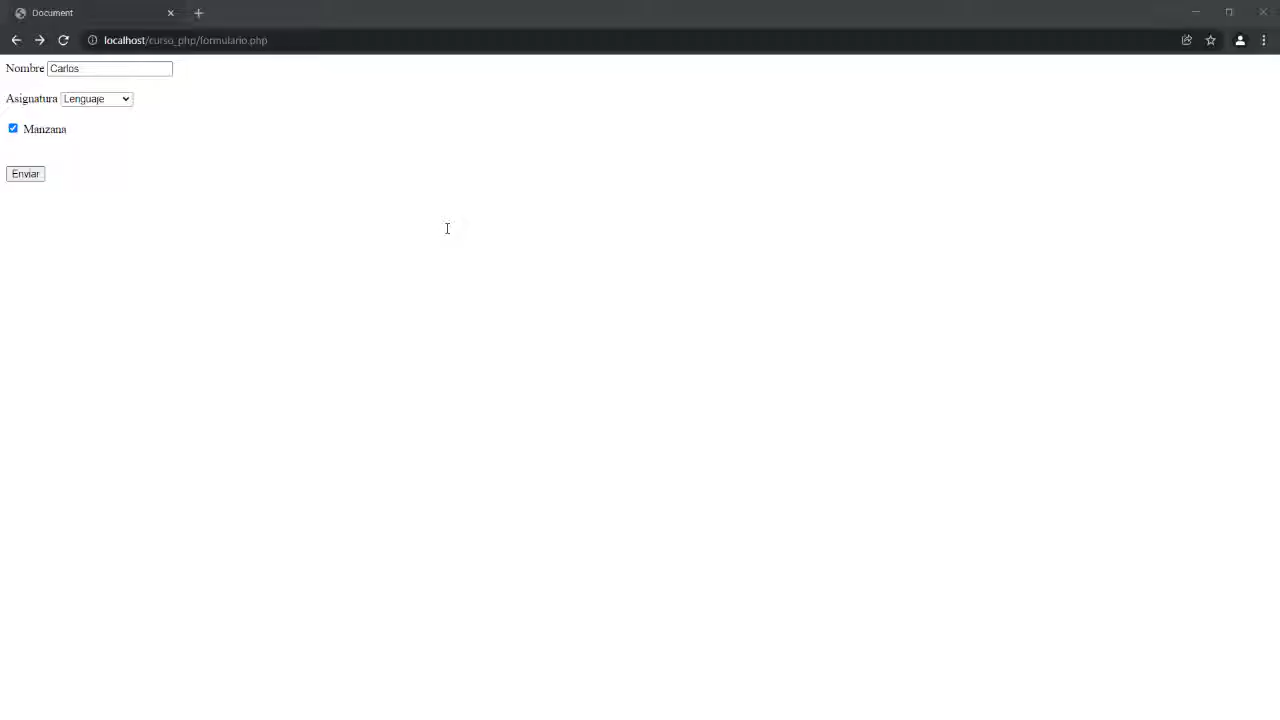 Document
localhost/curso_php/formulario.php
Nombre Carlos
Asignatura Lenguaje
Manzana
Enviar